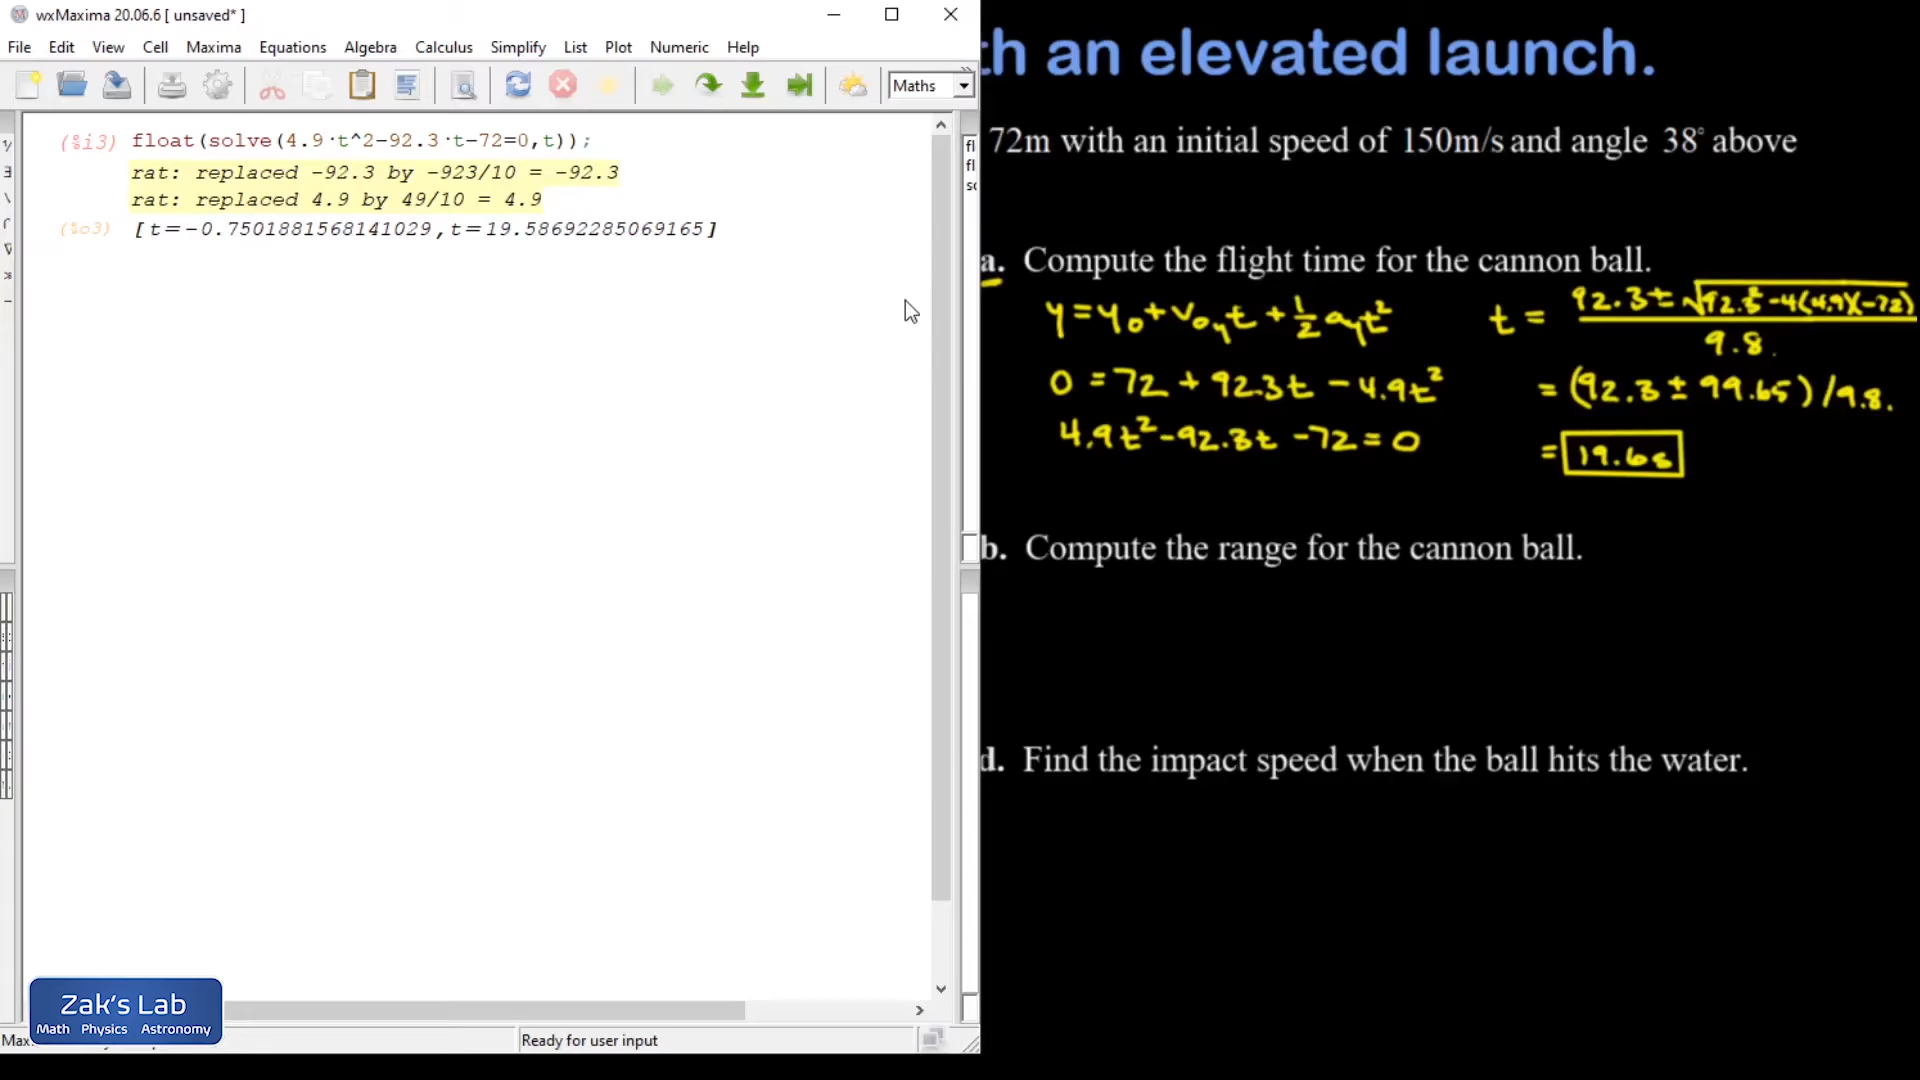 wxMaxima 20.06.6 [ unsaved* ]
File Edit View Cell Maxima Equations Algebra Calculus Simplify List Plot Numeric Help
Maths
(%i3) float(solve(4.9·t^2-92.3·t-72=0,t));
rat: replaced -92.3 by -923/10 = -92.3
rat: replaced 4.9 by 49/10 = 4.9
(%o3) [t=-0.7501881568141029,t=19.58692285069165]
Zak's Lab
Math Physics Astronomy
Max
Ready for user input
th an elevated launch.
72m with an initial speed of 150m/s and angle 38° above
a. Compute the flight time for the cannon ball.
y = y₀ + v₀yt + ½ ayt²
0 = 72 + 92.3t - 4.9t²
4.9t² - 92.3t - 72 = 0
t = 92.3 ± √92.3² - 4(4.9)(-72) / 9.8
= (92.3 ± 99.65)/9.8.
= 19.6s
b. Compute the range for the cannon ball.
d. Find the impact speed when the ball hits the water.